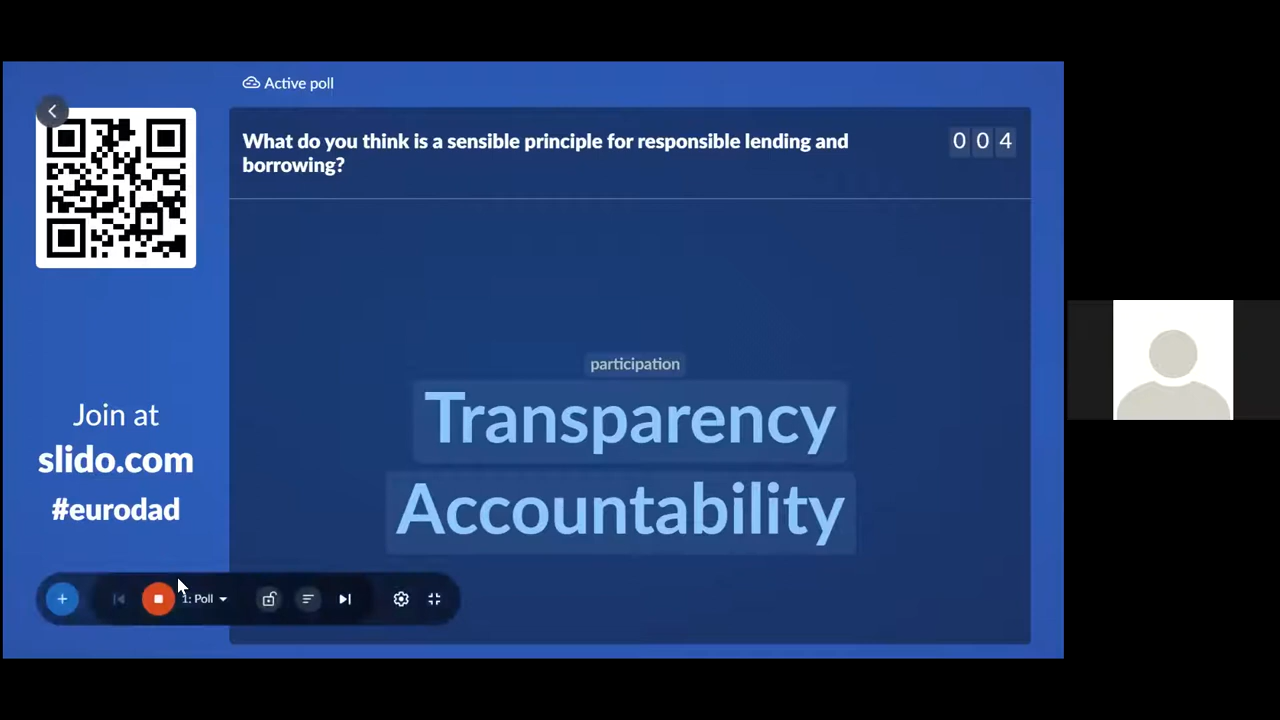 Active poll
What do you think is a sensible principle for responsible lending and
borrowing?
0 0 4
participation
Transparency
Accountability
Join at
slido.com
#eurodad
1: Poll